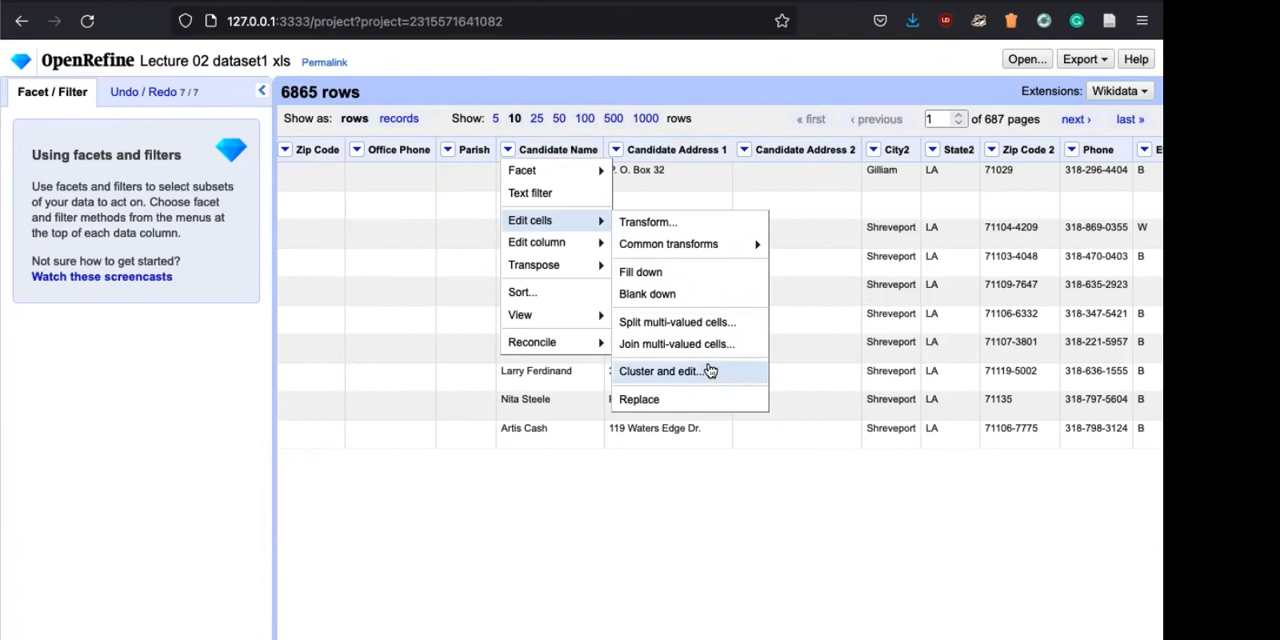 127.0.0.1:3333/project?project=2315571641082
OpenRefine Lecture 02 dataset1 xls Permalink
Open... Export Help
Facet / Filter Undo / Redo 7 / 7
6865 rows
Extensions: Wikidata
Show as: rows records Show: 5 10 25 50 100 500 1000 rows
« first ‹ previous 1 of 687 pages next › last »
Using facets and filters
Use facets and filters to select subsets
of your data to act on. Choose facet
and filter methods from the menus at
the top of each data column.
Not sure how to get started?
Watch these screencasts
Zip Code Office Phone Parish Candidate Name Candidate Address 1 Candidate Address 2 City2 State2 Zip Code 2 Phone
. O. Box 32 Gilliam LA 71029 318-296-4404 B
Shreveport LA 71104-4209 318-869-0355 W
Shreveport LA 71103-4048 318-470-0403 B
Shreveport LA 71109-7647 318-635-2923
Shreveport LA 71106-6332 318-347-5421 B
Shreveport LA 71107-3801 318-221-5957 B
Larry Ferdinand Shreveport LA 71119-5002 318-636-1555 B
Nita Steele Shreveport LA 71135 318-797-5604 B
Artis Cash 119 Waters Edge Dr. Shreveport LA 71106-7775 318-798-3124 B
Facet
Text filter
Edit cells
Edit column
Transpose
Sort...
View
Reconcile
Transform...
Common transforms
Fill down
Blank down
Split multi-valued cells...
Join multi-valued cells...
Cluster and edit...
Replace